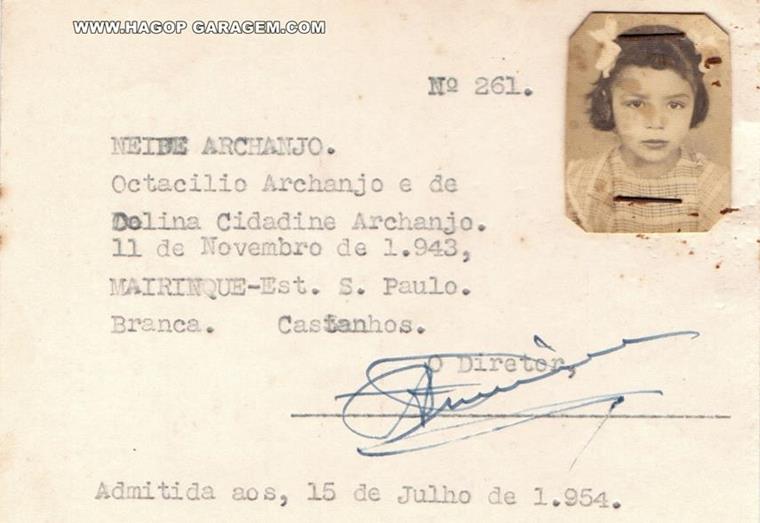 WWW.HAGOP GARAGEM.COM
Nº 261.
NEIDE ARCHANJO.
Octacilio Archanjo e de
Dolina Cidadine Archanjo.
11 de Novembro de 1.943,
MAIRINQUE-Est. S. Paulo.
Branca. Castanhos.
O Diretor,
Admitida aos, 15 de Julho de 1.954.